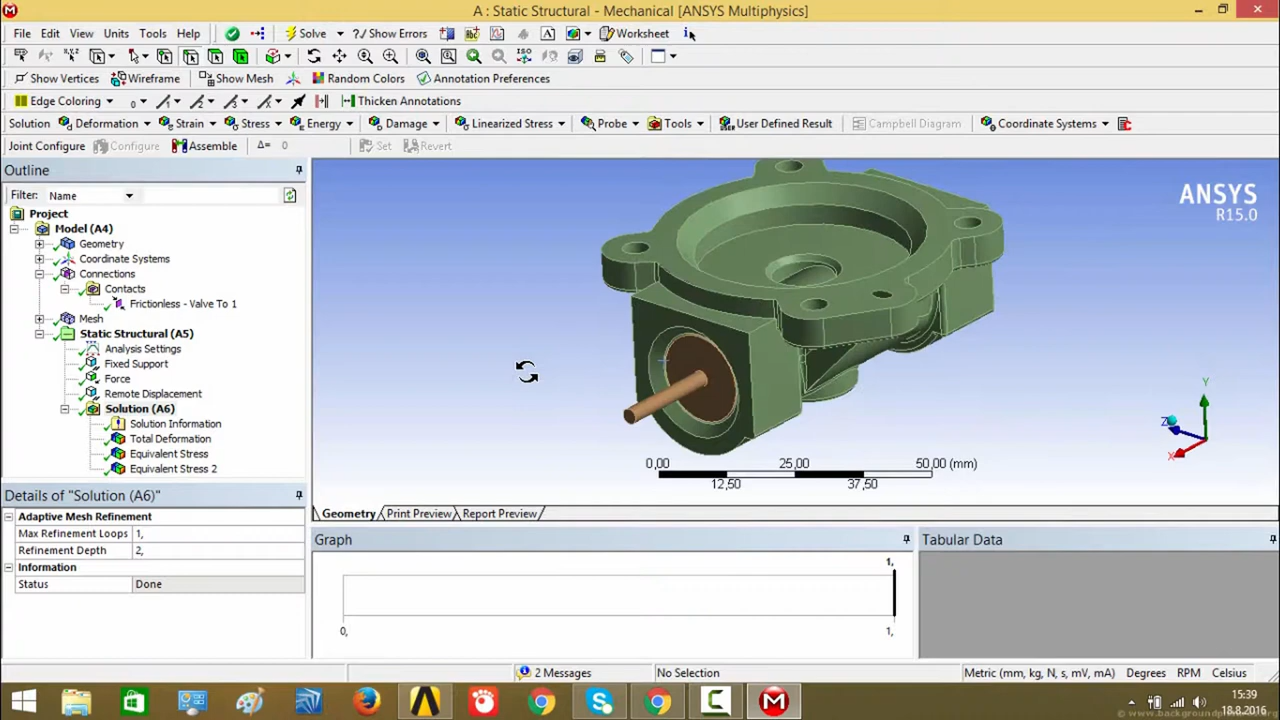 A : Static Structural - Mechanical [ANSYS Multiphysics]
File Edit View Units Tools Help Solve ?/ Show Errors Worksheet
Show Vertices Wireframe Show Mesh Random Colors Annotation Preferences
Edge Coloring Thicken Annotations
Solution Deformation Strain Stress Energy Damage Linearized Stress Probe Tools User Defined Result Campbell Diagram Coordinate Systems
Joint Configure Configure Assemble Δ= 0 Set Revert
Outline
Filter: Name
Project
Model (A4)
Geometry
Coordinate Systems
Connections
Contacts
Frictionless - Valve To 1
Mesh
Static Structural (A5)
Analysis Settings
Fixed Support
Force
Remote Displacement
Solution (A6)
Solution Information
Total Deformation
Equivalent Stress
Equivalent Stress 2
Details of "Solution (A6)"
Adaptive Mesh Refinement
Max Refinement Loops 1,
Refinement Depth 2,
Information
Status Done
ANSYS
R15.0
Y
Z
X
0,00 25,00 50,00 (mm)
12,50 37,50
Geometry Print Preview Report Preview
Graph
1,
0, 1,
Tabular Data
2 Messages No Selection Metric (mm, kg, N, s, mV, mA) Degrees RPM Celsius
15:39
18.8.2016